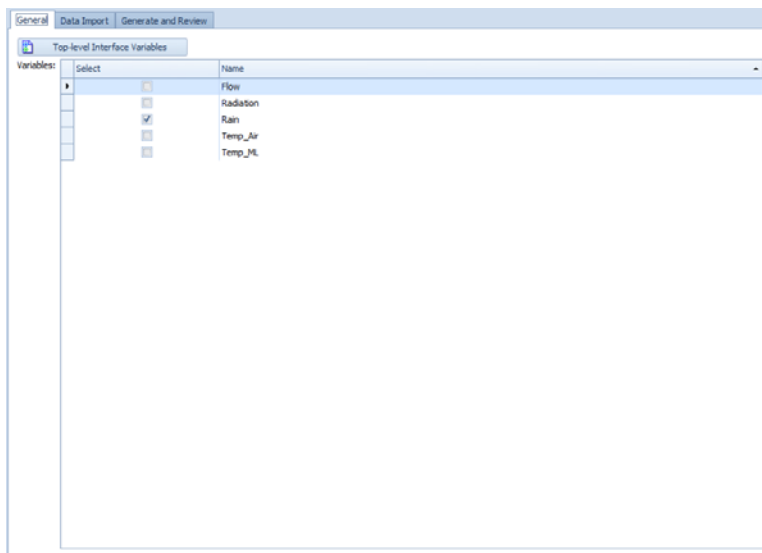 General Data Import Generate and Review
Top-level Interface Variables
Variables: Select Name
Flow
Radiation
Rain
Temp_Air
Temp_ML